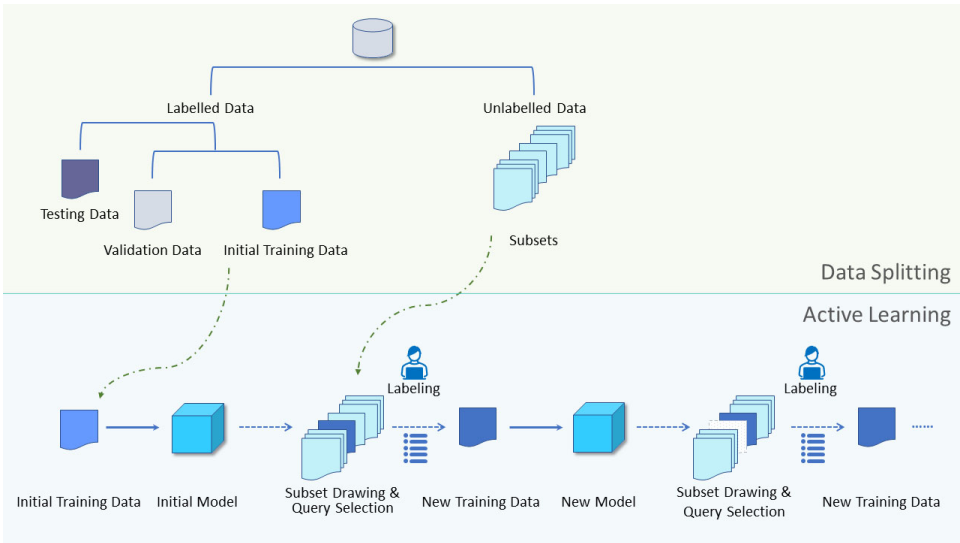 Labelled Data
Unlabelled Data
Testing Data
Validation Data
Initial Training Data
Subsets
Data Splitting
Active Learning
Labeling
Labeling
Initial Training Data
Initial Model
Subset Drawing &
Query Selection
New Training Data
New Model
Subset Drawing &
Query Selection
New Training Data
......